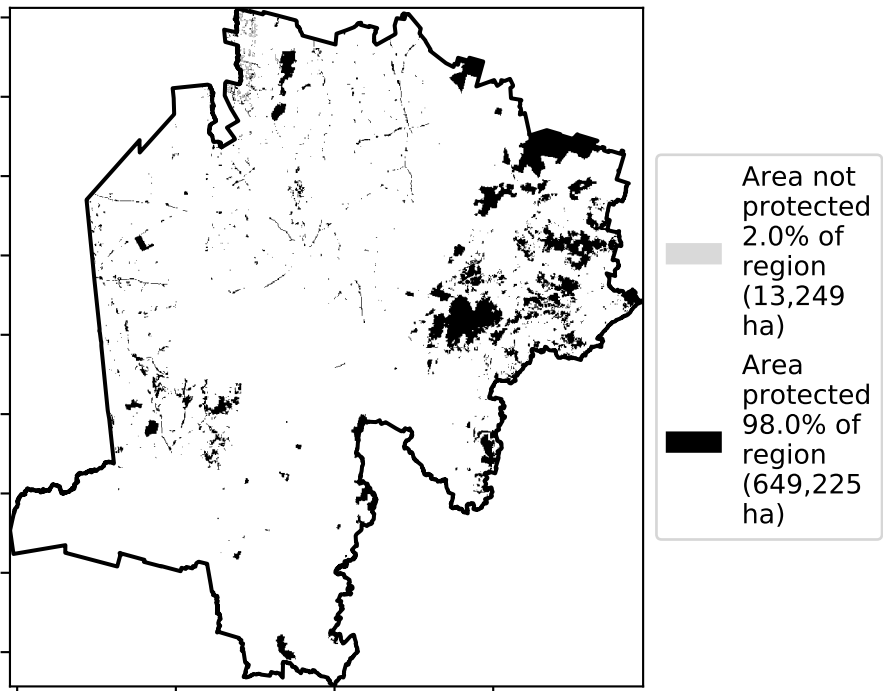 Area not
protected
2.0% of
region
(13,249
ha)
Area
protected
98.0% of
region
(649,225
ha)